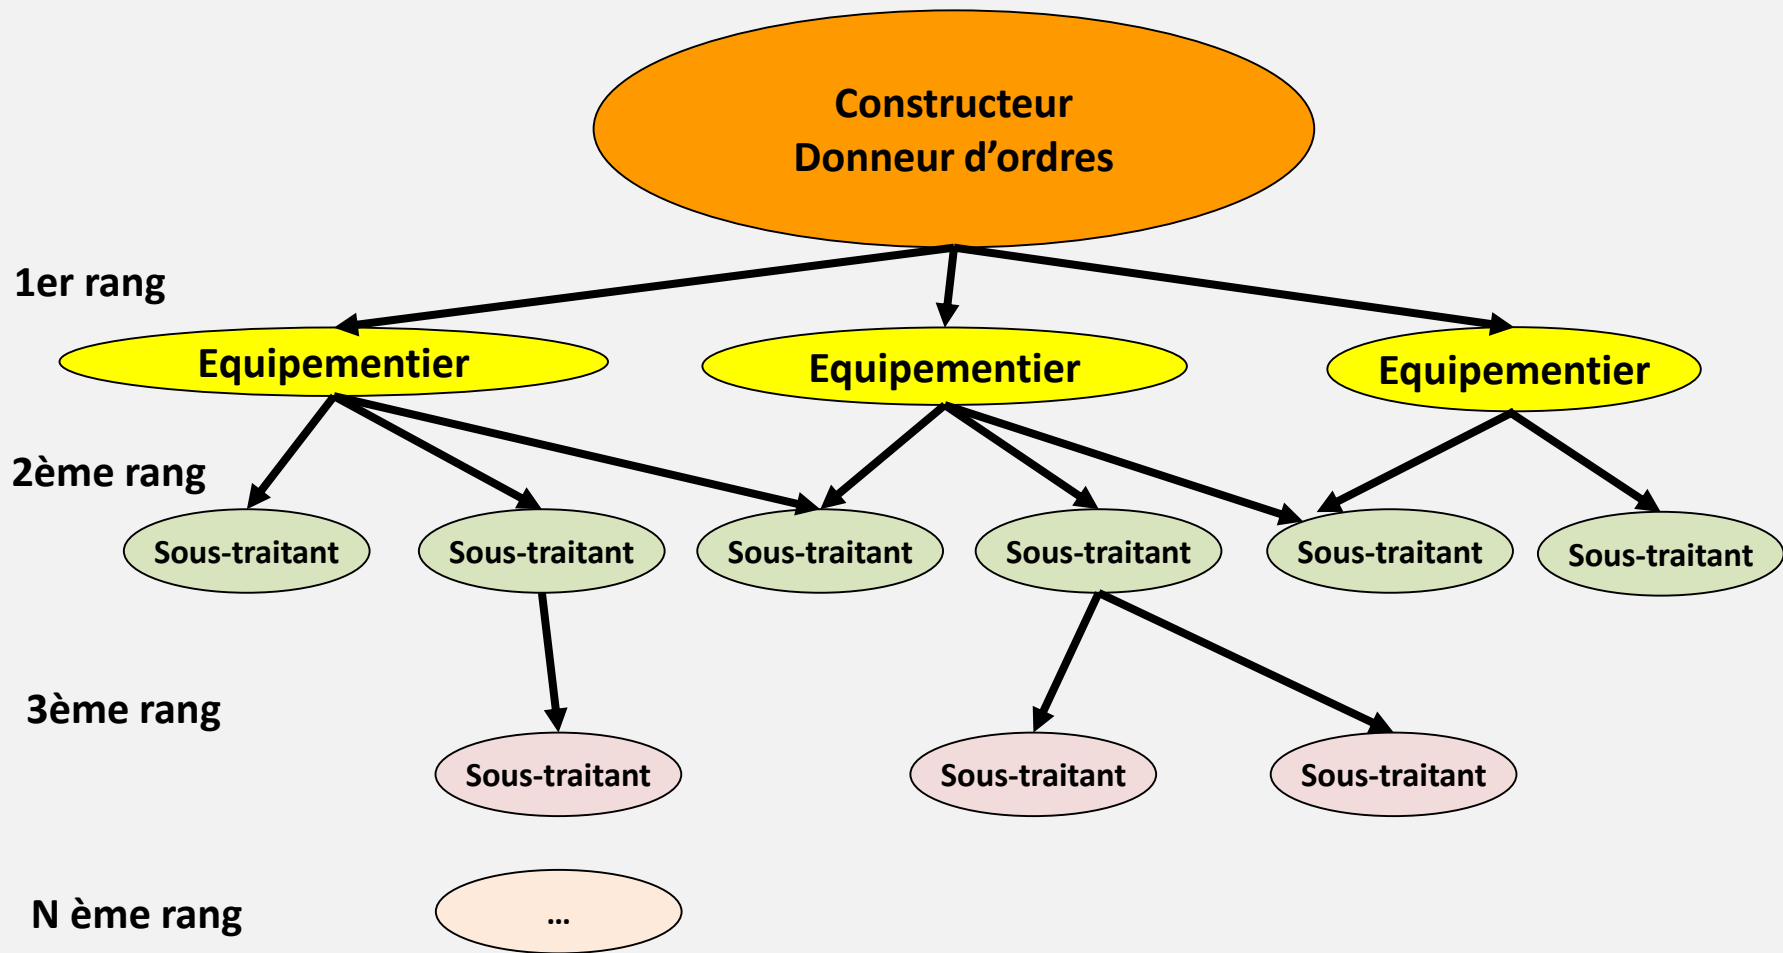 Constructeur
Donneur d’ordres
1er rang
Equipementier
Equipementier
Equipementier
2ème rang
Sous-traitant
Sous-traitant
Sous-traitant
Sous-traitant
Sous-traitant
Sous-traitant
3ème rang
Sous-traitant
Sous-traitant
Sous-traitant
N ème rang
...